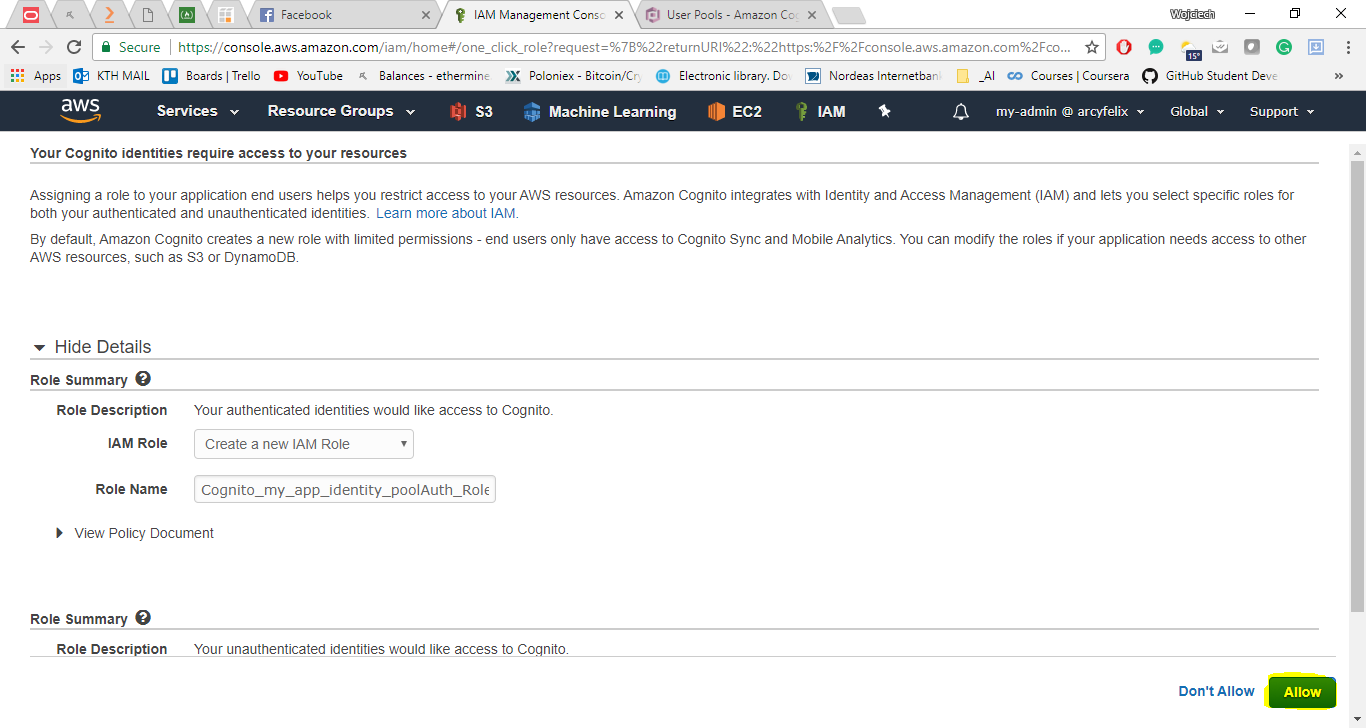 Facebook
IAM Management Conso
User Pools - Amazon Co
Wojciech
Secure
https://console.aws.amazon.com/iam/home#/one_click_role?request=%7B%22returnURI%22:%22https:%2F%2Fconsole.aws.amazon.com%2Fco...
15°
Apps
KTH MAIL
Boards | Trello
YouTube
Balances - ethermine.
Poloniex - Bitcoin/Cry
Electronic library. Do
Nordeas Internetbank
_AI
Courses | Coursera
GitHub Student Deve
»
aws
Services
Resource Groups
S3
Machine Learning
EC2
IAM
my-admin @ arcyfelix
Global
Support
Your Cognito identities require access to your resources
Assigning a role to your application end users helps you restrict access to your AWS resources. Amazon Cognito integrates with Identity and Access Management (IAM) and lets you select specific roles for
both your authenticated and unauthenticated identities. Learn more about IAM.
By default, Amazon Cognito creates a new role with limited permissions - end users only have access to Cognito Sync and Mobile Analytics. You can modify the roles if your application needs access to other
AWS resources, such as S3 or DynamoDB.
Hide Details
Role Summary ?
Role Description Your authenticated identities would like access to Cognito.
IAM Role Create a new IAM Role
Role Name Cognito_my_app_identity_poolAuth_Role
View Policy Document
Role Summary ?
Role Description Your unauthenticated identities would like access to Cognito.
Don't Allow
Allow